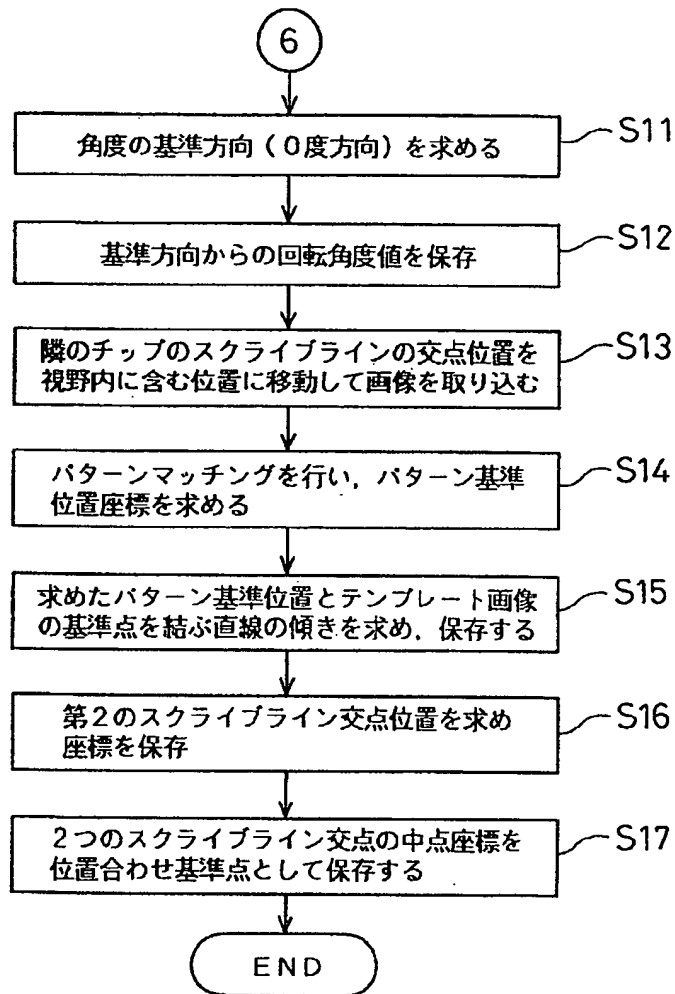 6
角度の基準方向(0度方向)を求める
S11
基準方向からの回転角度値を保存
S12
隣のチップのスクライブラインの交点位置を
視野内に含む位置に移動して画像を取り込む
S13
パターンマッチングを行い,パターン基準
位置座標を求める
S14
求めたパターン基準位置とテンプレート画像
の基準点を結ぶ直線の傾きを求め,保存する
S15
第2のスクライブライン交点位置を求め
座標を保存
S16
2つのスクライブライン交点の中点座標を
位置合わせ基準点として保存する
S17
END